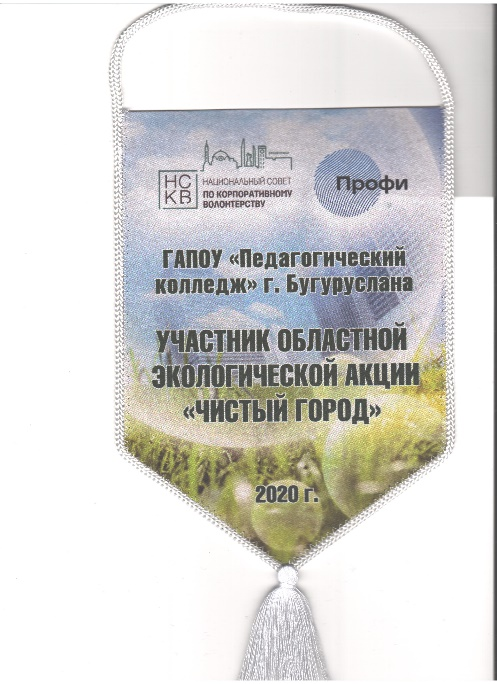 НС
КВ
НАЦИОНАЛЬНЫЙ СОВЕТ
ПО КОРПОРАТИВНОМУ
ВОЛОНТЕРСТВУ
Профи
ГАПОУ «Педагогический
колледж» г. Бугуруслана
УЧАСТНИК ОБЛАСТНОЙ
ЭКОЛОГИЧЕСКОЙ АКЦИИ
«ЧИСТЫЙ ГОРОД»
2020 г.